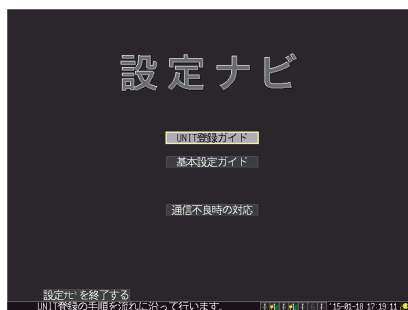 設定ナビ
UNIT登録ガイド
基本設定ガイド
通信不良時の対応
設定ナビを終了する
UNIT登録の手順を流れに沿って行います。
'15-01-18 17:19:11